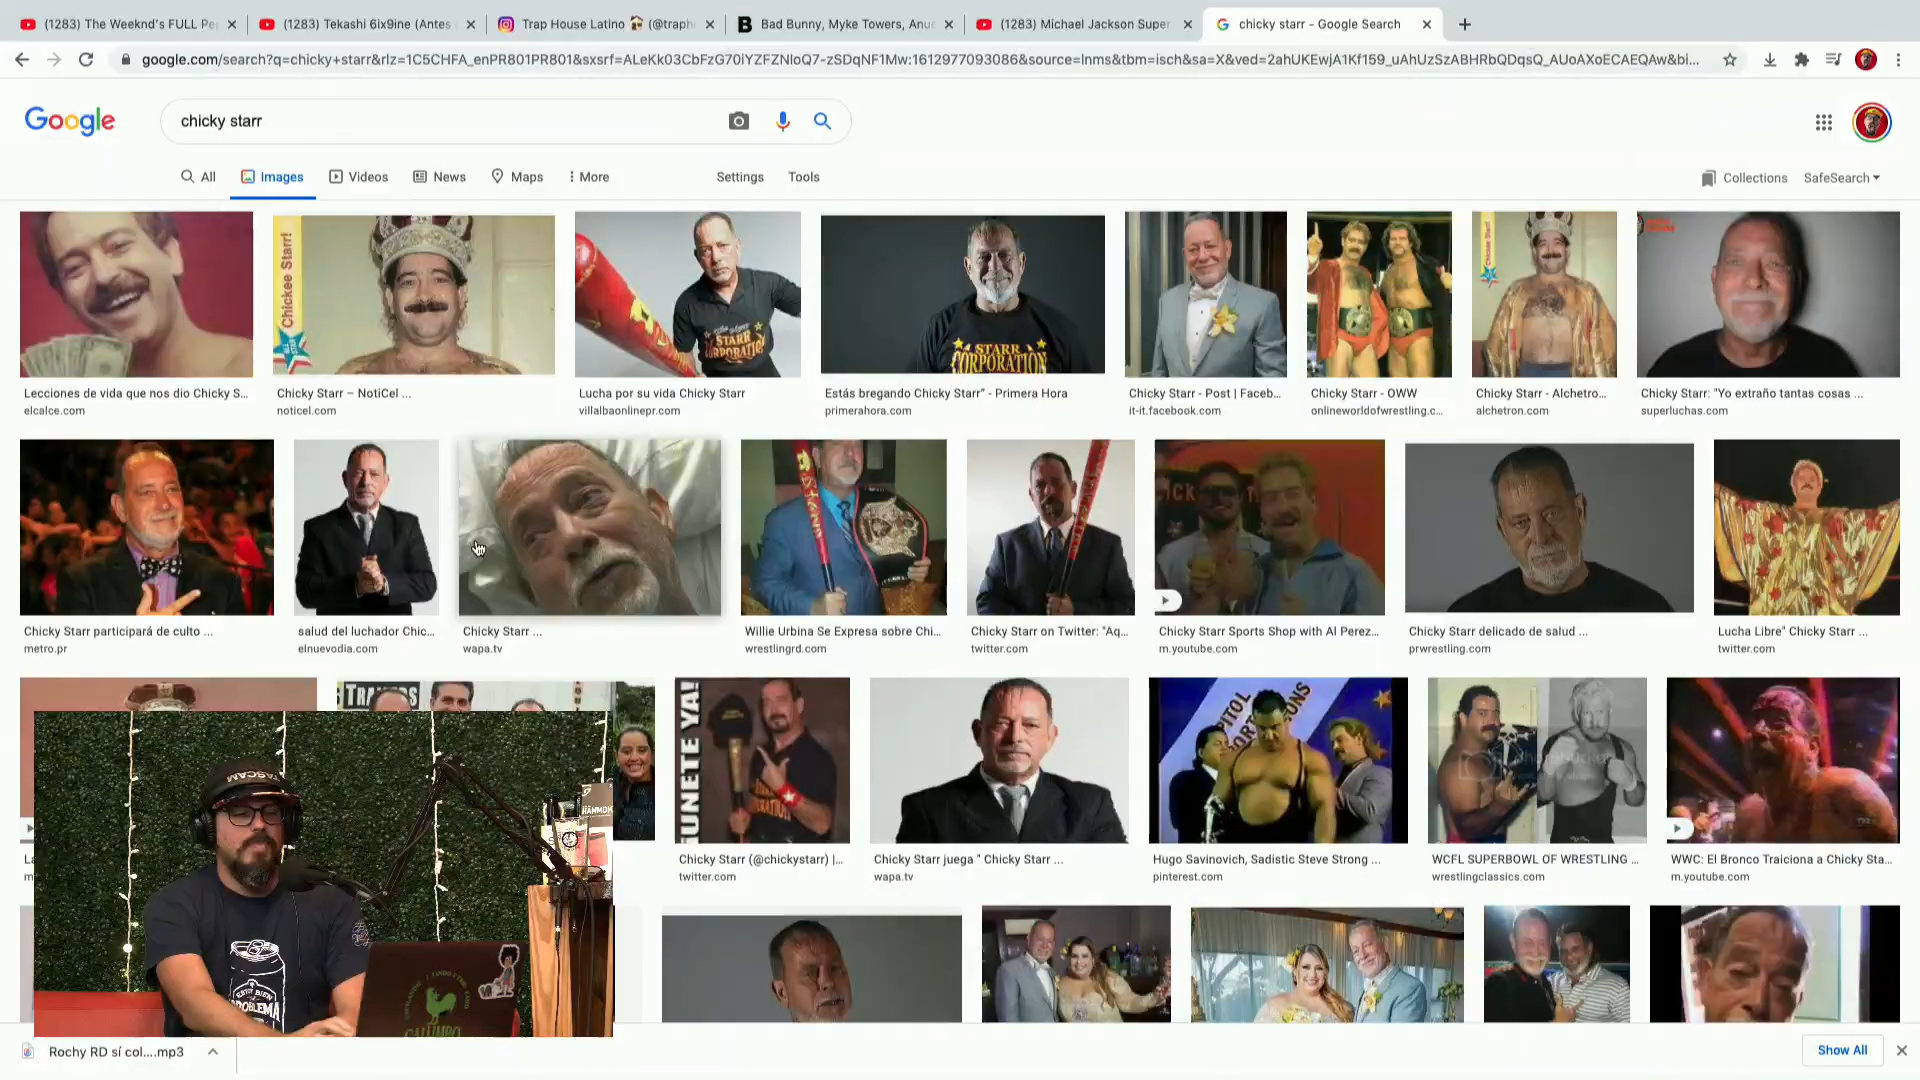 (1283) The Weeknd's FULL Pe
(1283) Tekashi 6ix9ine (Antes
Trap House Latino 🏠 (@traph
Bad Bunny, Myke Towers, Anu
(1283) Michael Jackson Super
chicky starr - Google Search
google.com/search?q=chicky+starr&rlz=1C5CHFA_enPR801PR801&sxsrf=ALeKk03CbFzG70iYZFZNloQ7-zSDqNF1Mw:1612977093086&source=lnms&tbm=isch&sa=X&ved=2ahUKEwjA1Kf159_uAhUzSzABHRbQDqsQ_AUoAXoECAEQAw&bi...
Google
chicky starr
All
Images
Videos
News
Maps
More
Settings
Tools
Collections
SafeSearch
Chickee Starr!
STARR
CORPORATION
STARR
CORPORATION
Lecciones de vida que nos dio Chicky S...
elcalce.com
Chicky Starr – NotiCel ...
noticel.com
Lucha por su vida Chicky Starr
villalbaonlinepr.com
Estás bregando Chicky Starr" - Primera Hora
primerahora.com
Chicky Starr - Post | Faceb...
it-it.facebook.com
Chicky Starr - OWW
onlineworldofwrestling.c...
Chicky Starr - Alchetro...
alchetron.com
Chicky Starr: "Yo extraño tantas cosas ...
superluchas.com
Chicky Starr participará de culto ...
metro.pr
salud del luchador Chic...
elnuevodia.com
Chicky Starr ...
wapa.tv
Willie Urbina Se Expresa sobre Chi...
wrestlingrd.com
Chicky Starr on Twitter: "Aq...
twitter.com
Chicky Starr Sports Shop with Al Perez...
m.youtube.com
Chicky Starr delicado de salud ...
prwrestling.com
Lucha Libre" Chicky Starr ...
twitter.com
UNETE YA!
Chicky Starr (@chickystarr) |...
twitter.com
Chicky Starr juega " Chicky Starr ...
wapa.tv
Hugo Savinovich, Sadistic Steve Strong ...
pinterest.com
WCFL SUPERBOWL OF WRESTLING ...
wrestlingclassics.com
WWC: El Bronco Traiciona a Chicky Sta...
m.youtube.com
TASCAM
ESTOY BIEN
PROBLEMA
Rochy RD sí col....mp3
Show All